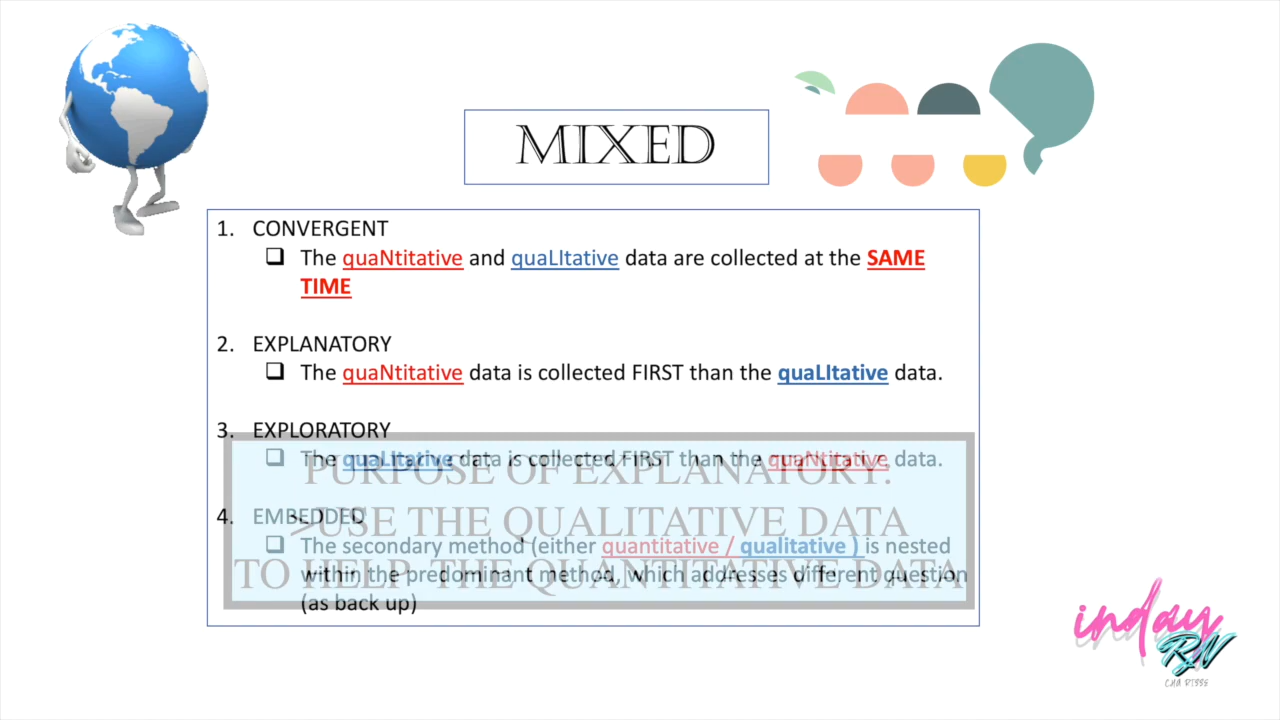 MIXED
1. CONVERGENT
❑ The quaNtitative and quaLItative data are collected at the SAME
TIME
2. EXPLANATORY
❑ The quaNtitative data is collected FIRST than the quaLItative data.
3. EXPLORATORY
❑ The quaLitative data is collected FIRST than the quaNtitative data.
PURPOSE OF EXPLANATORY:
4. EMBEDDED
>USE THE QUALITATIVE DATA
❑ The secondary method (either quantitative / qualitative ) is nested
TO HELP THE QUANTITATIVE DATA
within the predominant method, which addresses different question
(as back up)
inday
RN
CHA DISSE